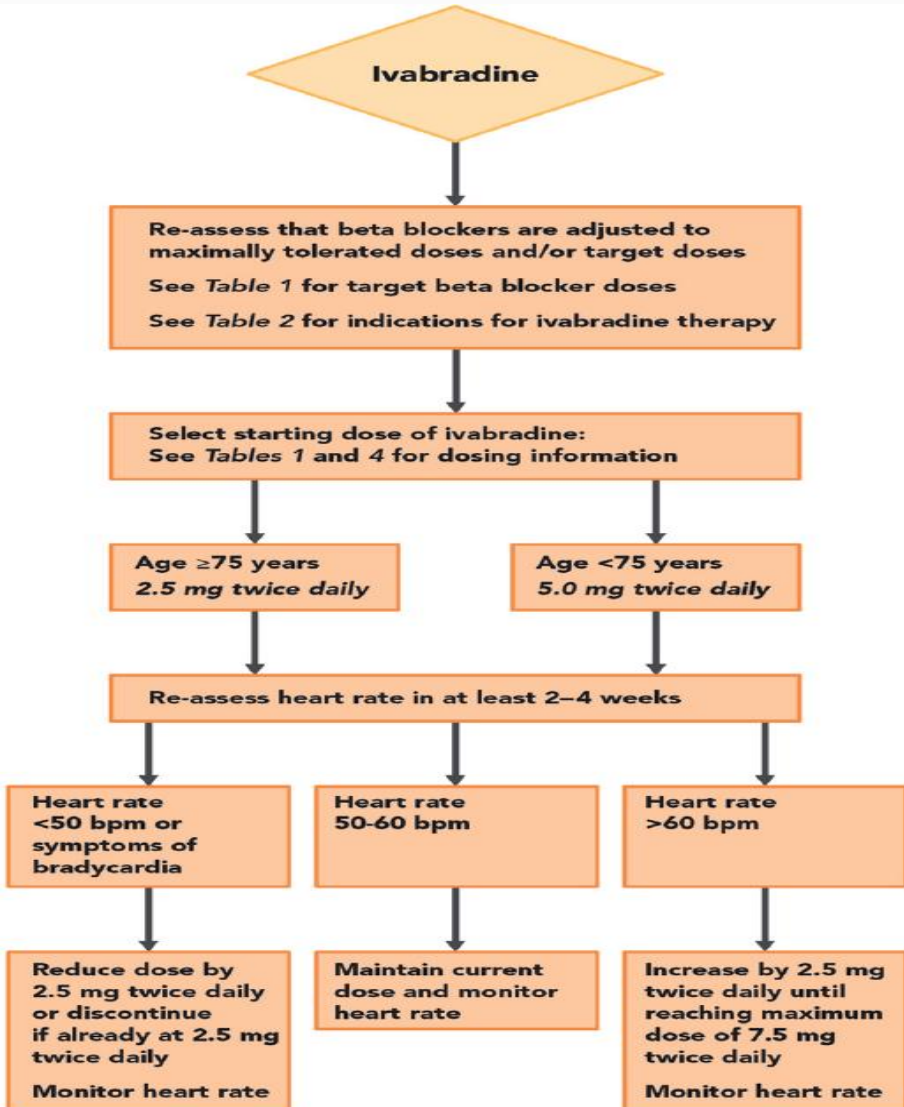 Ivabradine
Re-assess that beta blockers are adjusted to
maximally tolerated doses and/or target doses
See Table 1 for target beta blocker doses
See Table 2 for indications for ivabradine therapy
Select starting dose of ivabradine:
See Tables 1 and 4 for dosing information
Age ≥75 years
2.5 mg twice daily
Age <75 years
5.0 mg twice daily
Re-assess heart rate in at least 2–4 weeks
Heart rate
<50 bpm or
symptoms of
bradycardia
Heart rate
50-60 bpm
Heart rate
>60 bpm
Reduce dose by
2.5 mg twice daily
or discontinue
if already at 2.5 mg
twice daily
Monitor heart rate
Maintain current
dose and monitor
heart rate
Increase by 2.5 mg
twice daily until
reaching maximum
dose of 7.5 mg
twice daily
Monitor heart rate